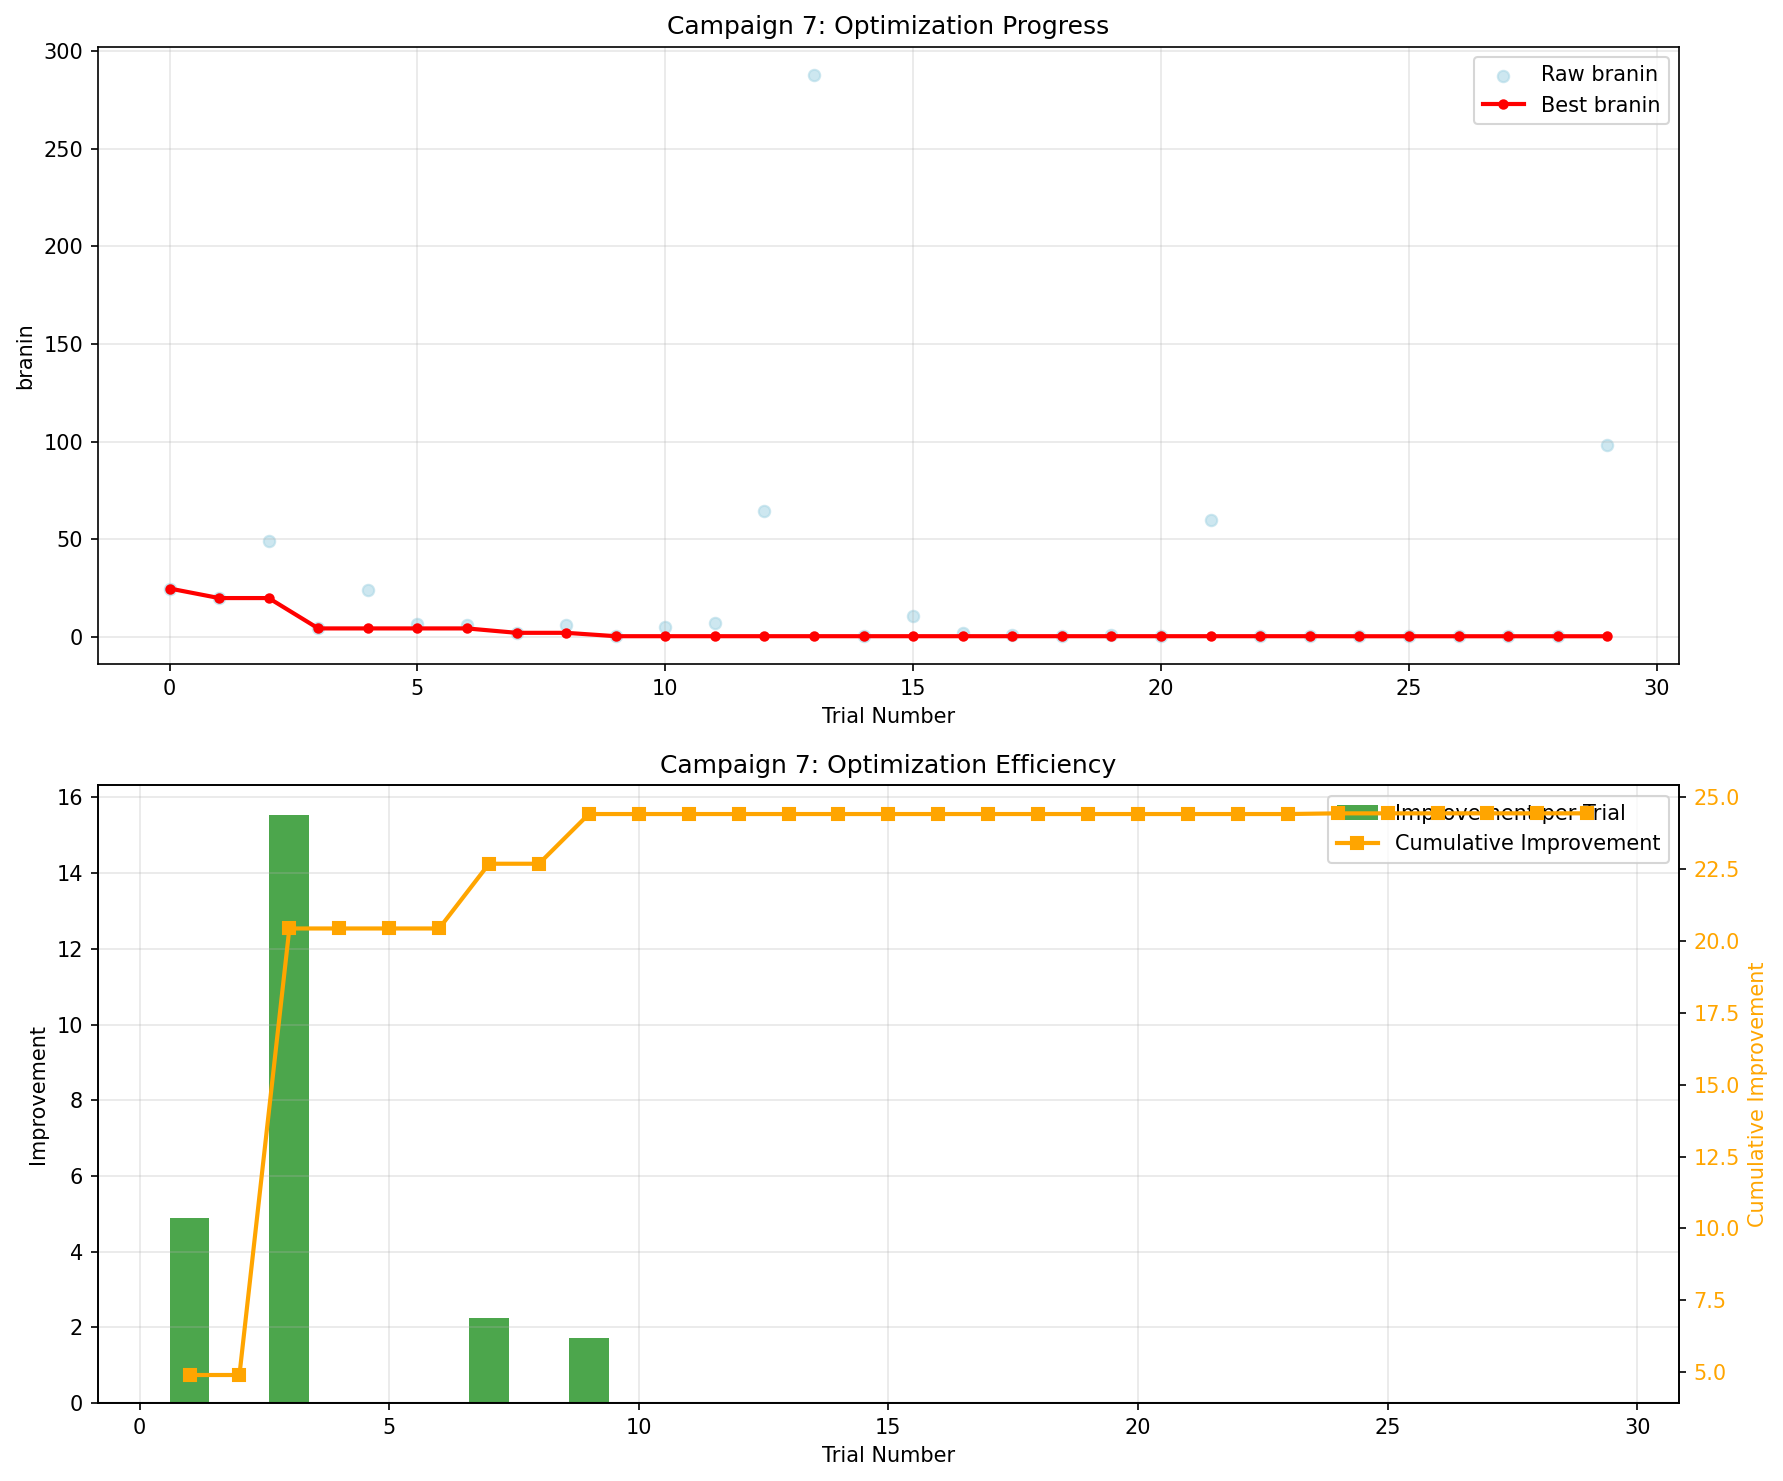 Campaign 7: Optimization Progress
300
250
200
150
100
50
0
branin
Raw branin
Best branin
0 5 10 15 20 25 30
Trial Number
Campaign 7: Optimization Efficiency
16
14
12
10
8
6
4
2
0
Improvement
Improvement per Trial
Cumulative Improvement
25.0
22.5
20.0
17.5
15.0
12.5
10.0
7.5
5.0
Cumulative Improvement
0 5 10 15 20 25 30
Trial Number